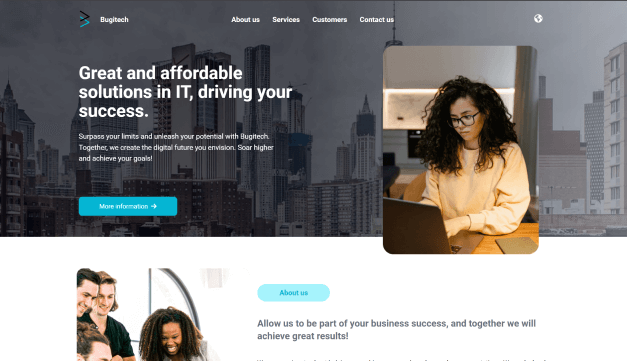 Bugitech
About us Services Customers Contact us
Great and affordable
solutions in IT, driving your
success.
Surpass your limits and unleash your potential with Bugitech.
Together, we create the digital future you envision. Soar higher
and achieve your goals!
More information →
About us
Allow us to be part of your business success, and together we will
achieve great results!